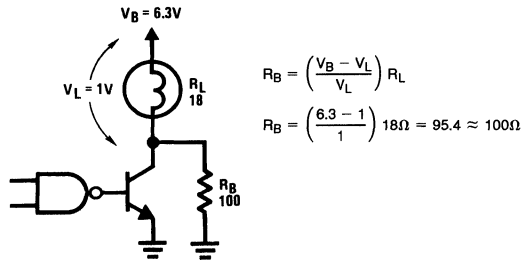 V_B = 6.3V
V_L = 1V
R_L
18
R_B
100
R_B = ( (V_B − V_L) / V_L ) R_L
R_B = ( (6.3 − 1) / 1 ) 18Ω = 95.4 ≈ 100Ω